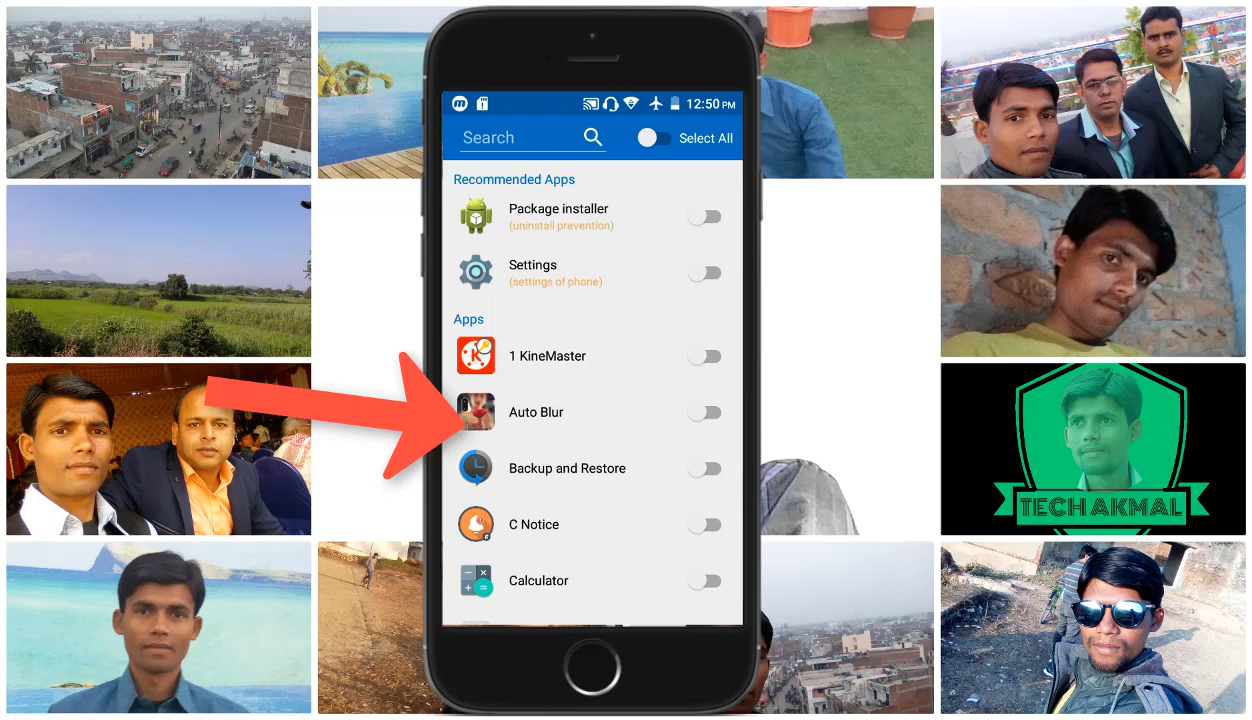 12:50 PM
Search
Select All
Recommended Apps
Package installer
(uninstall prevention)
Settings
(settings of phone)
Apps
1 KineMaster
Auto Blur
Backup and Restore
C Notice
Calculator
TECH AKMAL